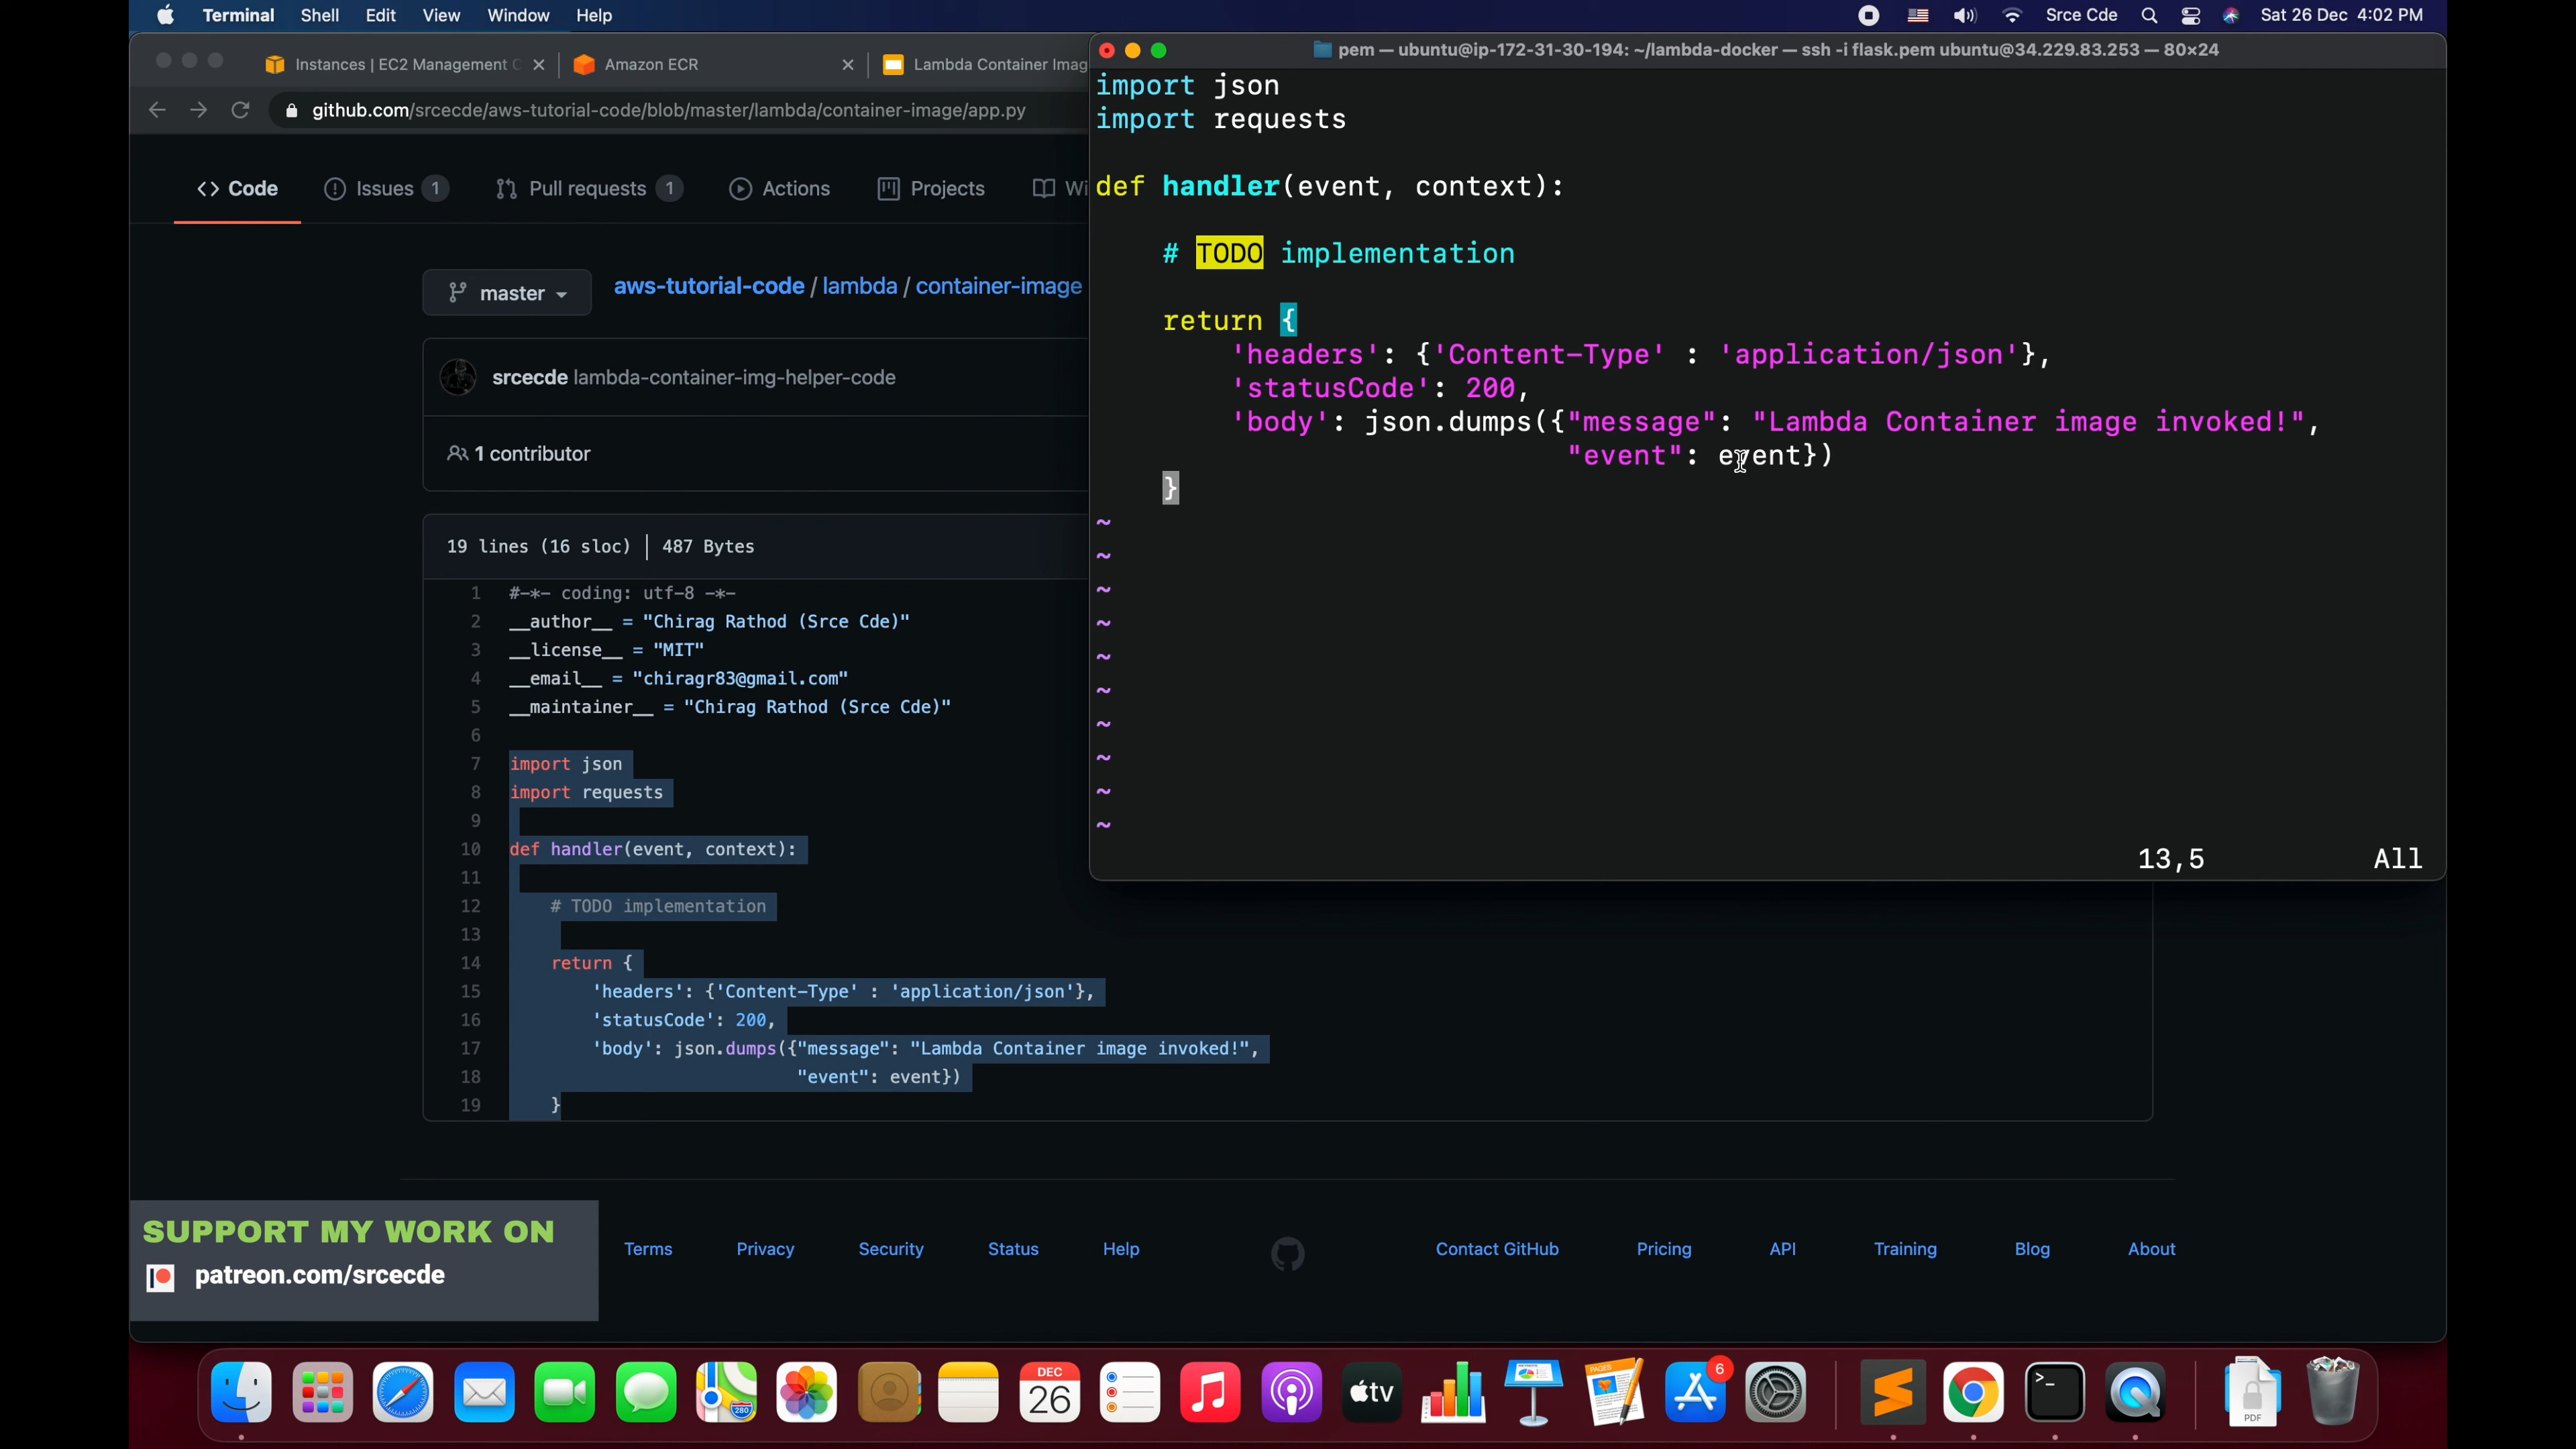 Terminal Shell Edit View Window Help
Srce Cde Sat 26 Dec 4:02 PM
Instances | EC2 Management C
Amazon ECR
Lambda Container Imag
github.com/srcecde/aws-tutorial-code/blob/master/lambda/container-image/app.py
Code Issues 1 Pull requests 1 Actions Projects Wi
master
aws-tutorial-code / lambda / container-image
srcecde lambda-container-img-helper-code
1 contributor
19 lines (16 sloc) | 487 Bytes
1 #-*- coding: utf-8 -*-
2 __author__ = "Chirag Rathod (Srce Cde)"
3 __license__ = "MIT"
4 __email__ = "chiragr83@gmail.com"
5 __maintainer__ = "Chirag Rathod (Srce Cde)"
6
7 import json
8 import requests
9
10 def handler(event, context):
11
12 # TODO implementation
13
14 return {
15 'headers': {'Content-Type' : 'application/json'},
16 'statusCode': 200,
17 'body': json.dumps({"message": "Lambda Container image invoked!",
18 "event": event})
19 }
pem — ubuntu@ip-172-31-30-194: ~/lambda-docker — ssh -i flask.pem ubuntu@34.229.83.253 — 80×24
import json
import requests
def handler(event, context):
# TODO implementation
return {
'headers': {'Content-Type' : 'application/json'},
'statusCode': 200,
'body': json.dumps({"message": "Lambda Container image invoked!",
"event": event})
}
~
~
~
~
~
~
~
~
~
~
13,5 All
SUPPORT MY WORK ON
patreon.com/srcecde
Terms Privacy Security Status Help Contact GitHub Pricing API Training Blog About
280
DEC
26
tv
PAGES
6
>_
PDF